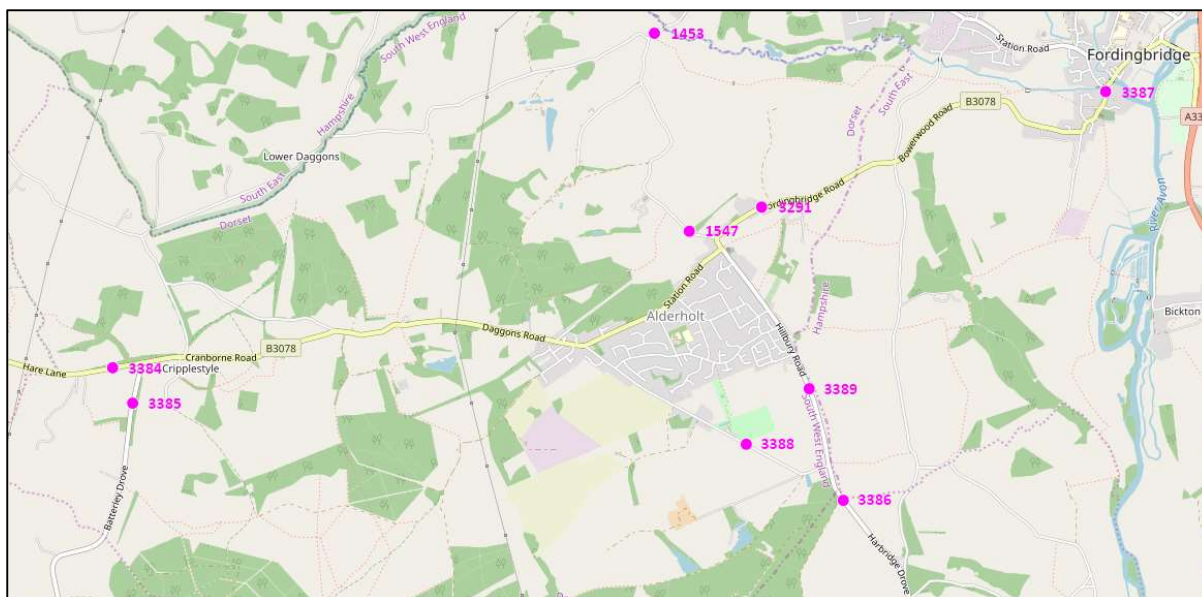 1453
Station Road
Fordingbridge
South West England
Hampshire
3387
B3078
A33
Dorset
South East
Bowerwood Road
Lower Daggons
South East
Dorset
River Avon
Fordingbridge Road
3291
1547
Station Road
Hampshire
Bickton
Alderholt
Daggons Road
Hillbury Road
B3078
Cranborne Road
Hare Lane
3384
Cripplestyle
3385
3389
South West England
3388
Batterley Drove
3386
Harbridge Drove